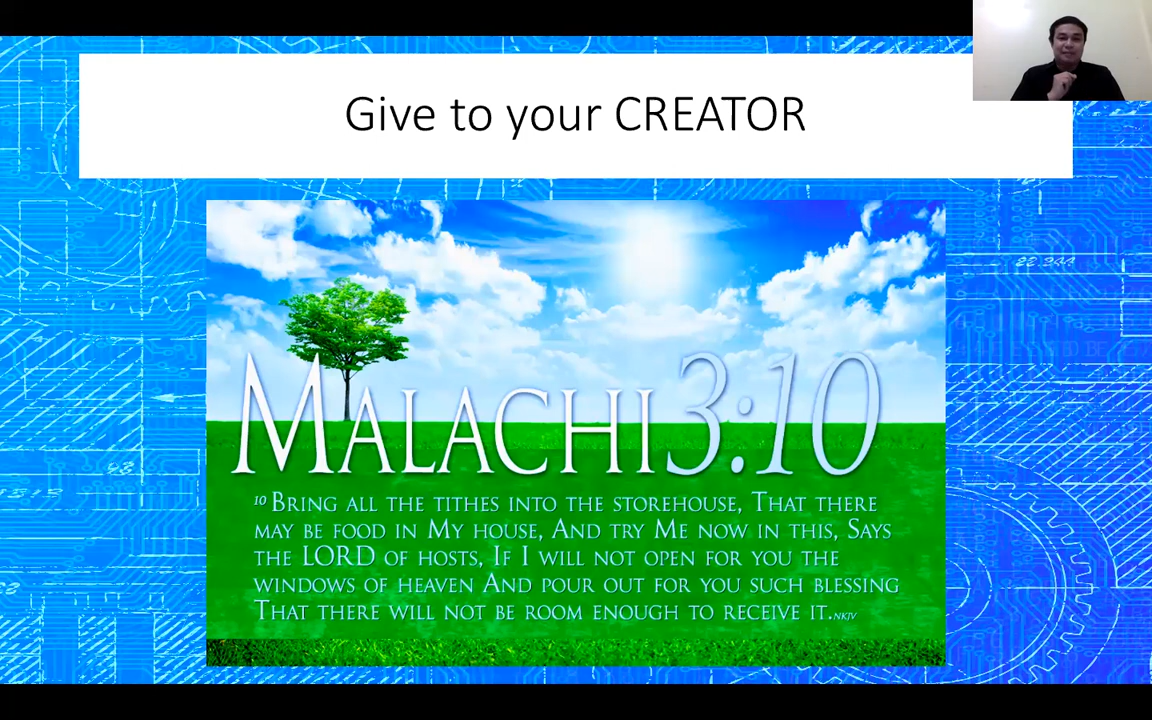 Give to your CREATOR
MALACHI 3:10
10 BRING ALL THE TITHES INTO THE STOREHOUSE, THAT THERE
MAY BE FOOD IN MY HOUSE, AND TRY ME NOW IN THIS, SAYS
THE LORD OF HOSTS, IF I WILL NOT OPEN FOR YOU THE
WINDOWS OF HEAVEN AND POUR OUT FOR YOU SUCH BLESSING
THAT THERE WILL NOT BE ROOM ENOUGH TO RECEIVE IT.NKJV